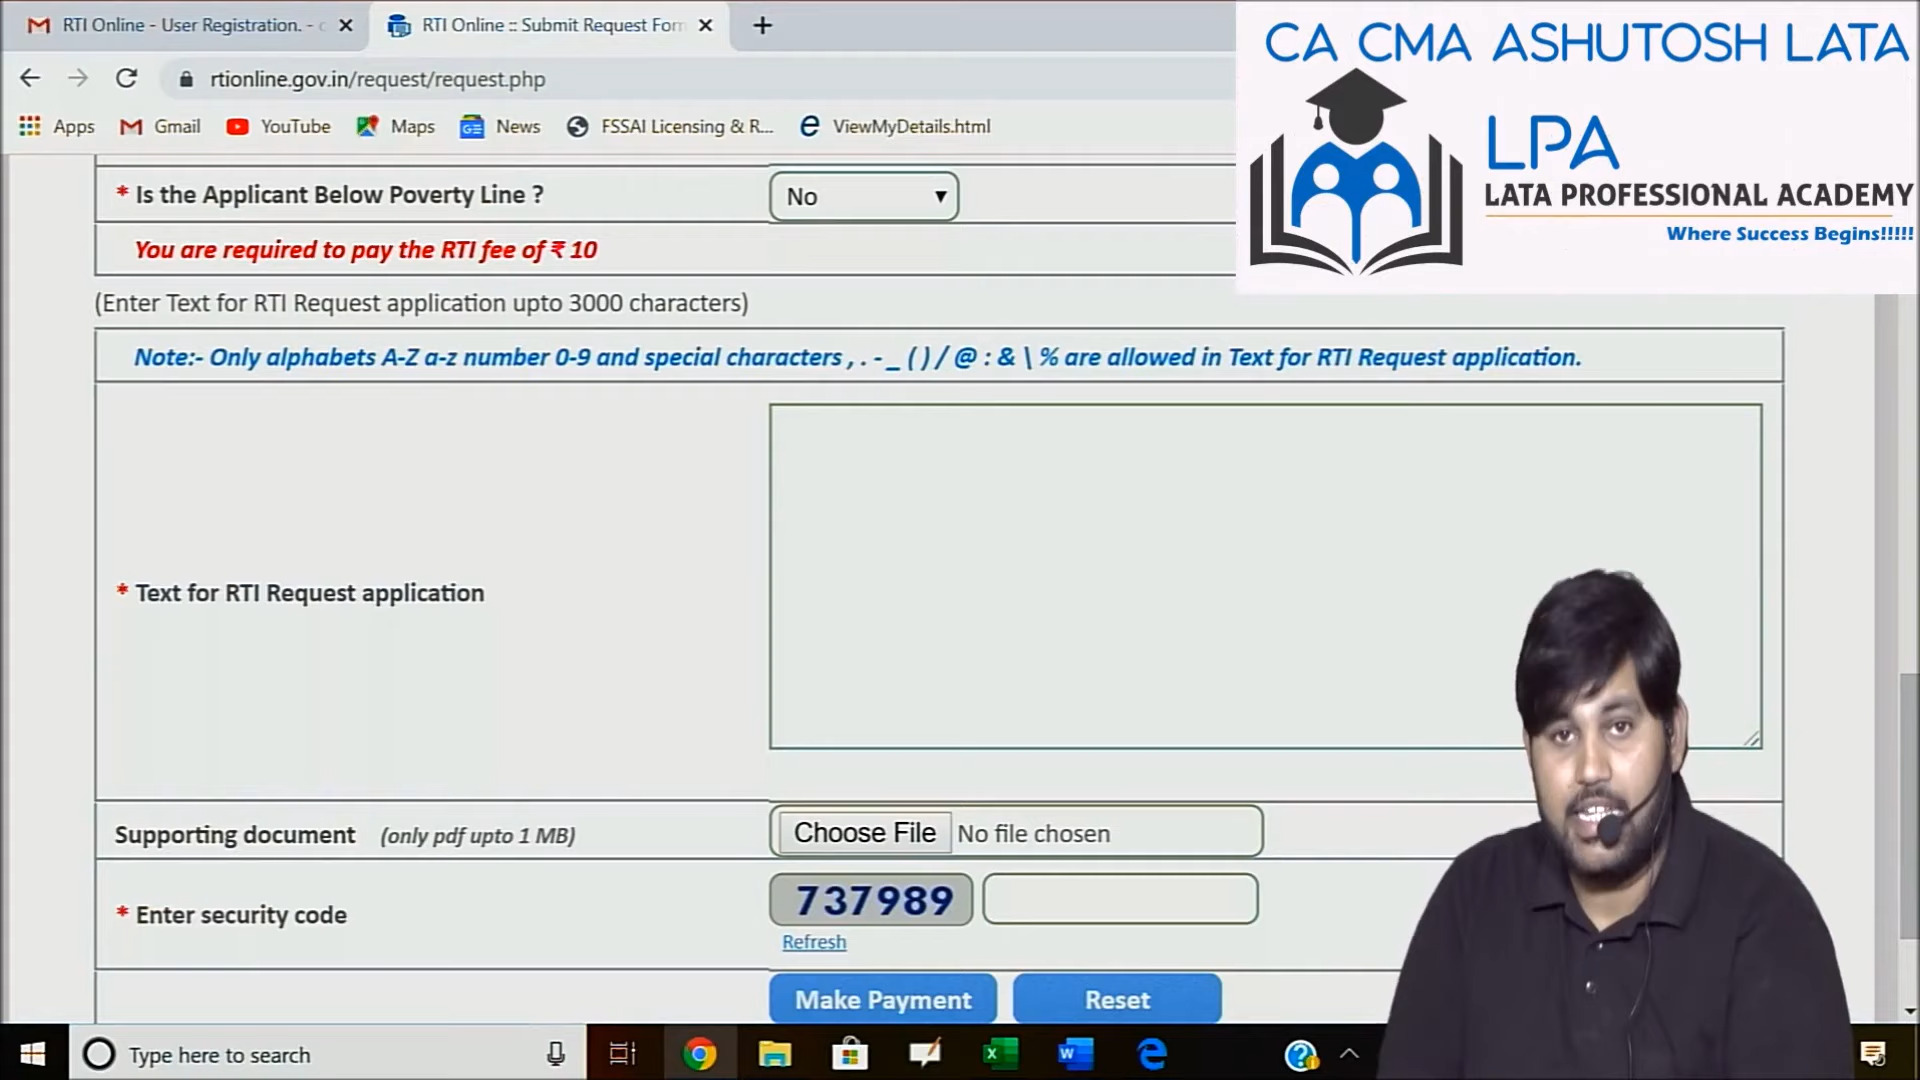 RTI Online - User Registration. - c
RTI Online :: Submit Request Form
rtionline.gov.in/request/request.php
Apps
Gmail
YouTube
Maps
News
FSSAI Licensing & R...
ViewMyDetails.html
CA CMA ASHUTOSH LATA
LPA
LATA PROFESSIONAL ACADEMY
Where Success Begins!!!!!
* Is the Applicant Below Poverty Line ?
No
You are required to pay the RTI fee of ₹ 10
(Enter Text for RTI Request application upto 3000 characters)
Note:- Only alphabets A-Z a-z number 0-9 and special characters , . - _ ( ) / @ : & \ % are allowed in Text for RTI Request application.
* Text for RTI Request application
Supporting document (only pdf upto 1 MB)
Choose File No file chosen
* Enter security code
737989
Refresh
Make Payment
Reset
Type here to search